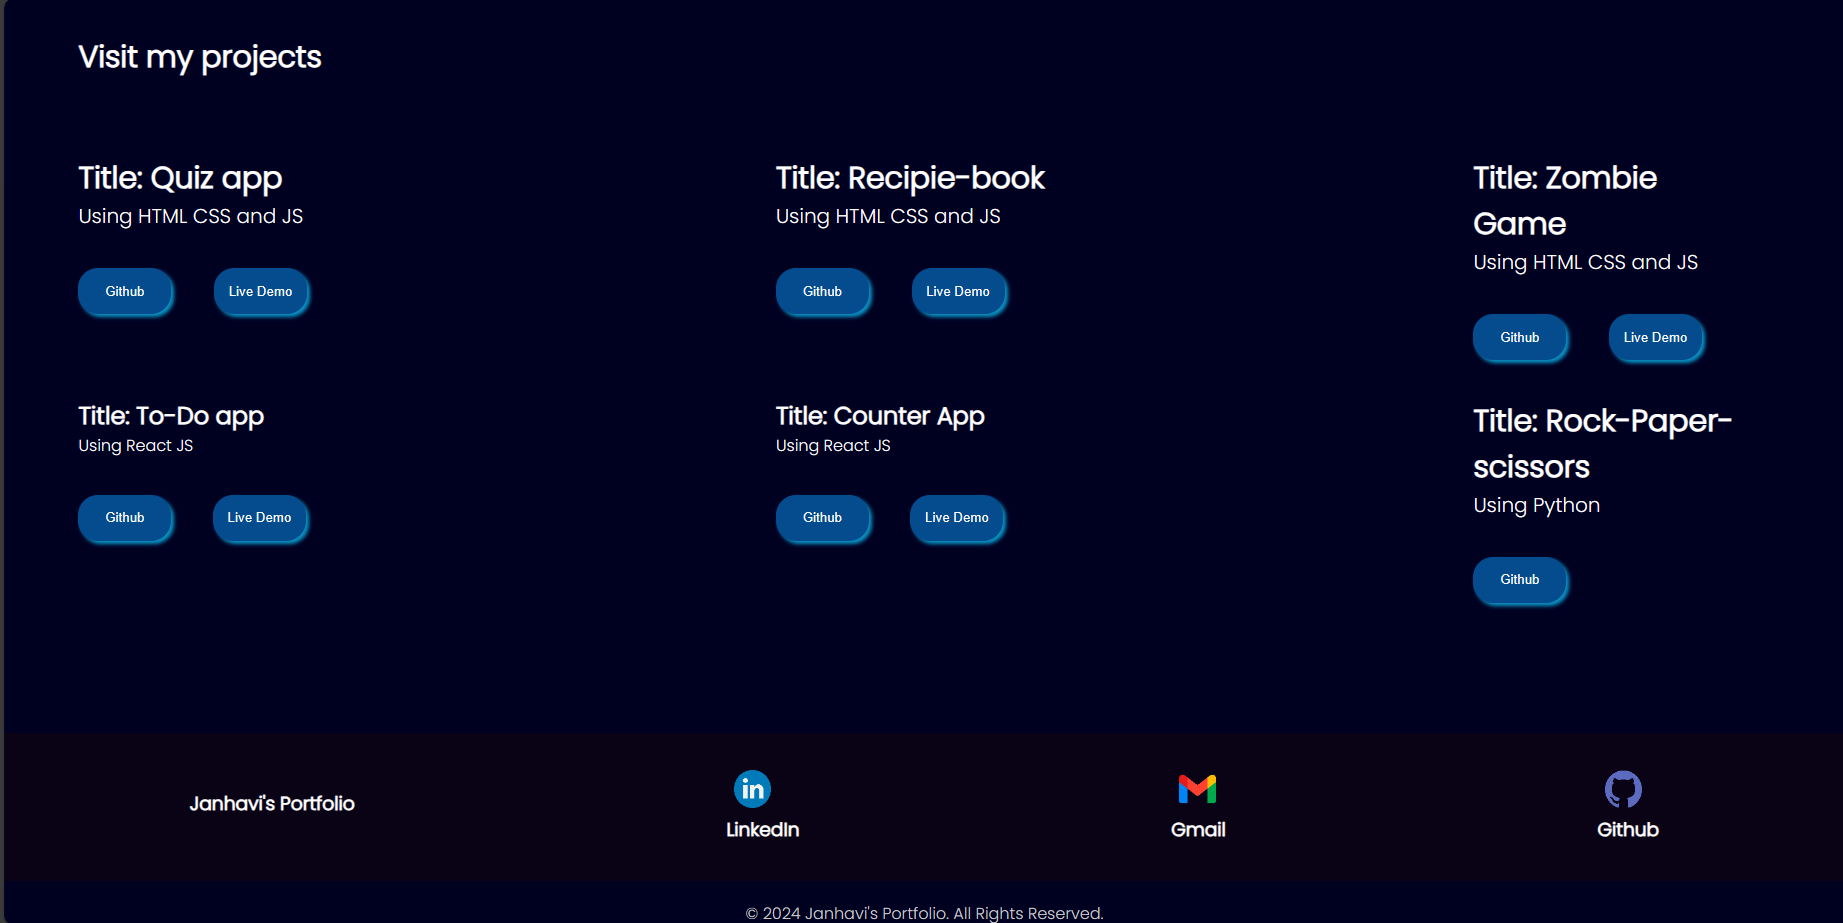 Visit my projects
Title: Quiz app
Using HTML CSS and JS
Github
Live Demo
Title: Recipie-book
Using HTML CSS and JS
Github
Live Demo
Title: Zombie
Game
Using HTML CSS and JS
Github
Live Demo
Title: To-Do app
Using React JS
Github
Live Demo
Title: Counter App
Using React JS
Github
Live Demo
Title: Rock-Paper-
scissors
Using Python
Github
Janhavi's Portfolio
in
LinkedIn
Gmail
Github
© 2024 Janhavi's Portfolio. All Rights Reserved.